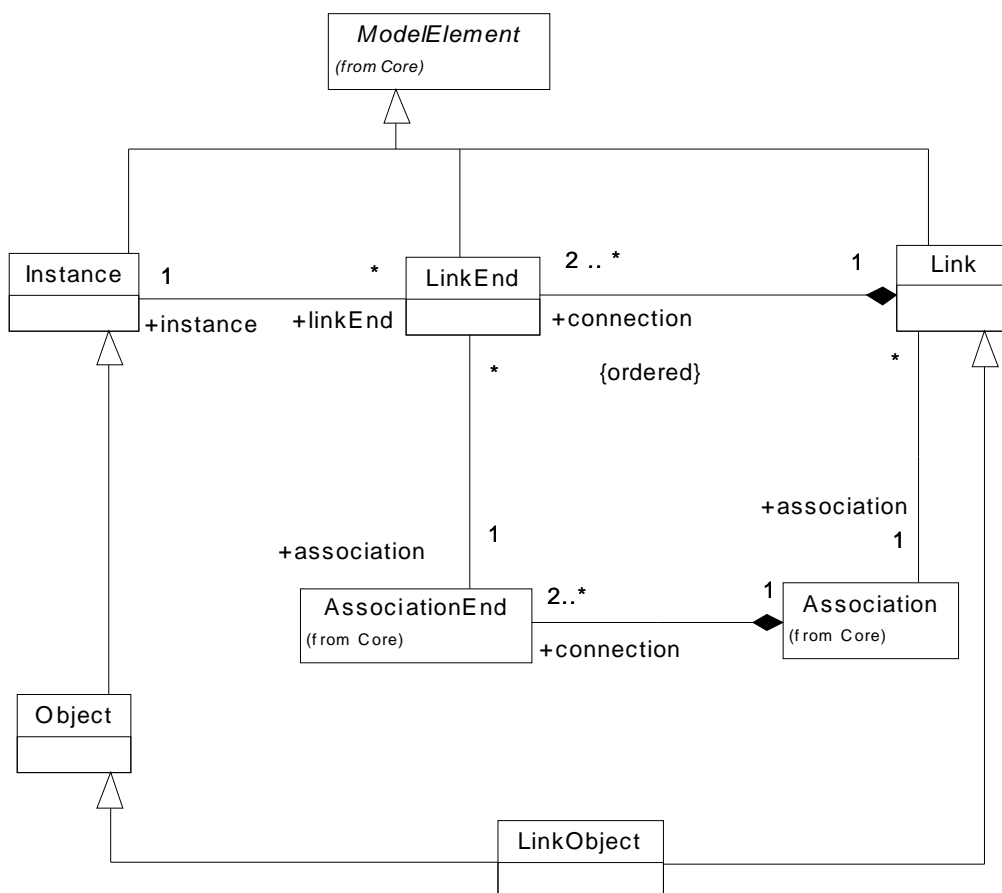 ModelElement
(from Core)
Instance
1
*
LinkEnd
2 .. *
1
Link
+instance
+linkEnd
+connection
*
{ordered}
*
+association
1
1
+association
AssociationEnd
(from Core)
2..*
1
+connection
Association
(from Core)
Object
LinkObject